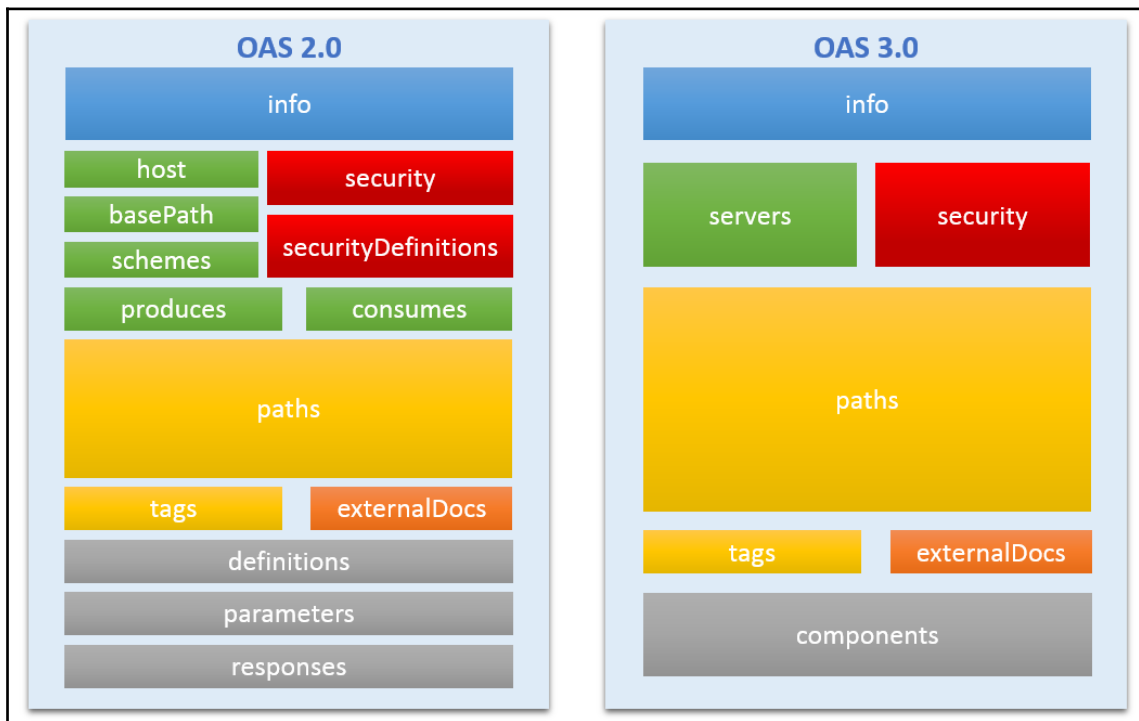 OAS 2.0
info
host
basePath
schemes
security
securityDefinitions
produces
consumes
paths
tags
externalDocs
definitions
parameters
responses
OAS 3.0
info
servers
security
paths
tags
externalDocs
components